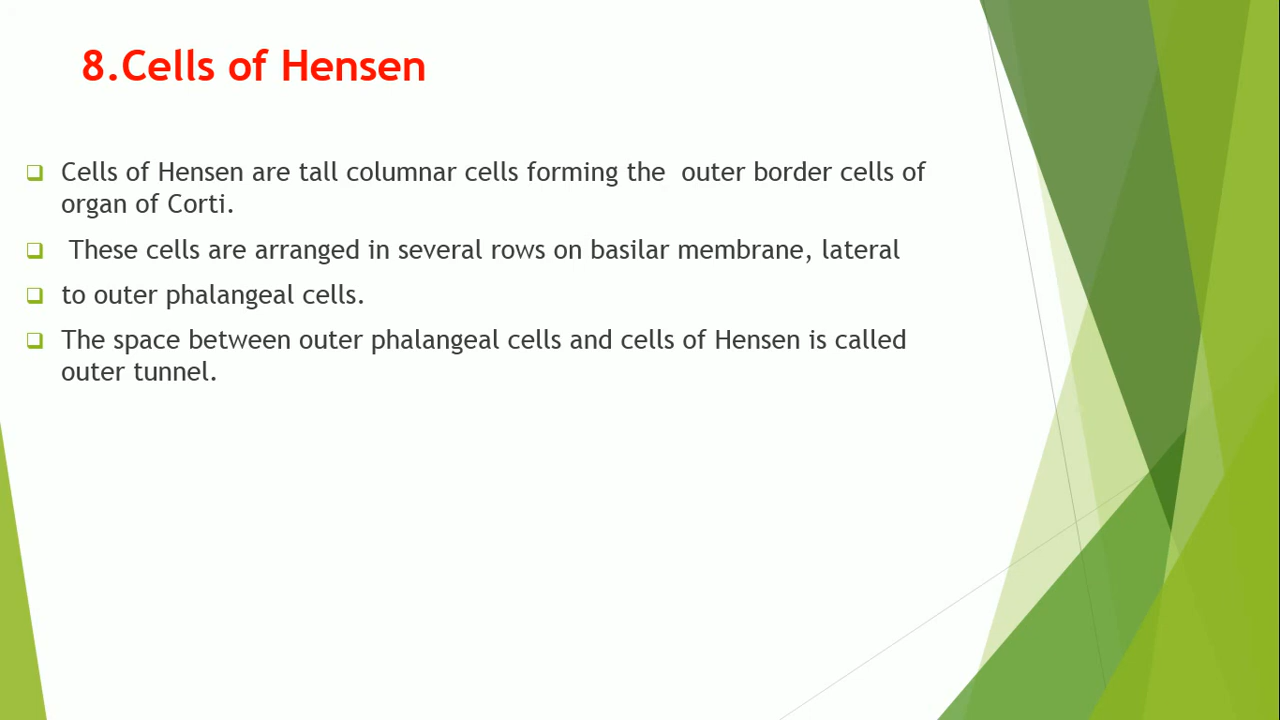 8.Cells of Hensen
Cells of Hensen are tall columnar cells forming the  outer border cells of
organ of Corti.
These cells are arranged in several rows on basilar membrane, lateral
to outer phalangeal cells.
The space between outer phalangeal cells and cells of Hensen is called
outer tunnel.